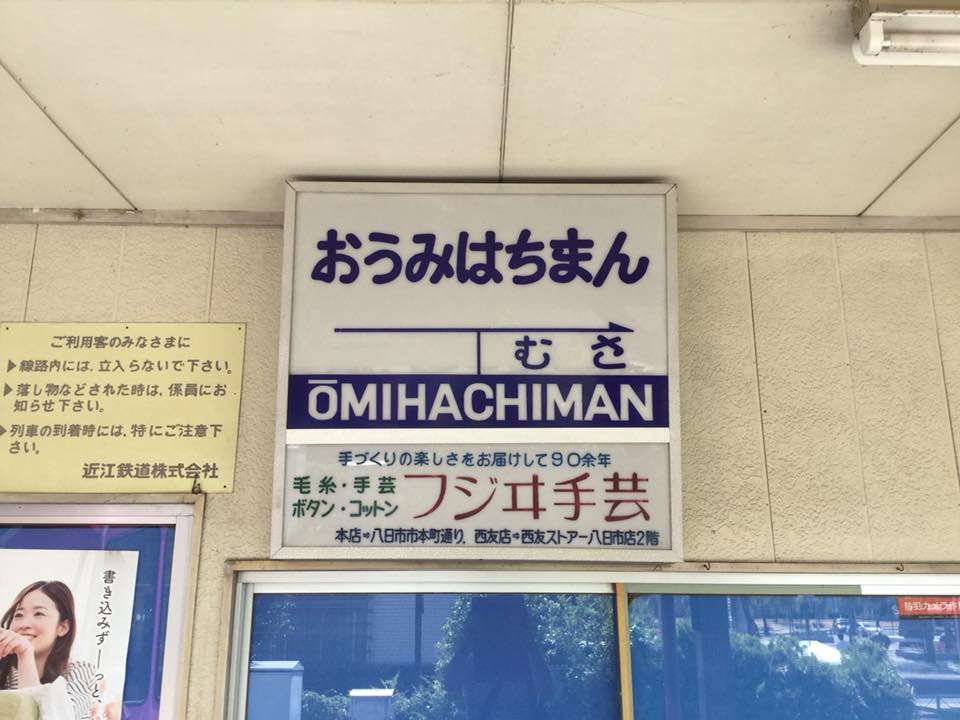 おうみはちまん
むさ
ŌMIHACHIMAN
手づくりの楽しさをお届けして90余年
毛糸・手芸
ボタン・コットン
フジヰ手芸
本店⇒八日市市本町通り、西友店⇒西友ストアー八日市店2階
ご利用客のみなさまに
▶線路内には、立入らないで下さい。
▶落し物などされた時は、係員にお
知らせ下さい。
▶列車の到着時には、特にご注意下
さい。
近江鉄道株式会社
書き込みずーっと、